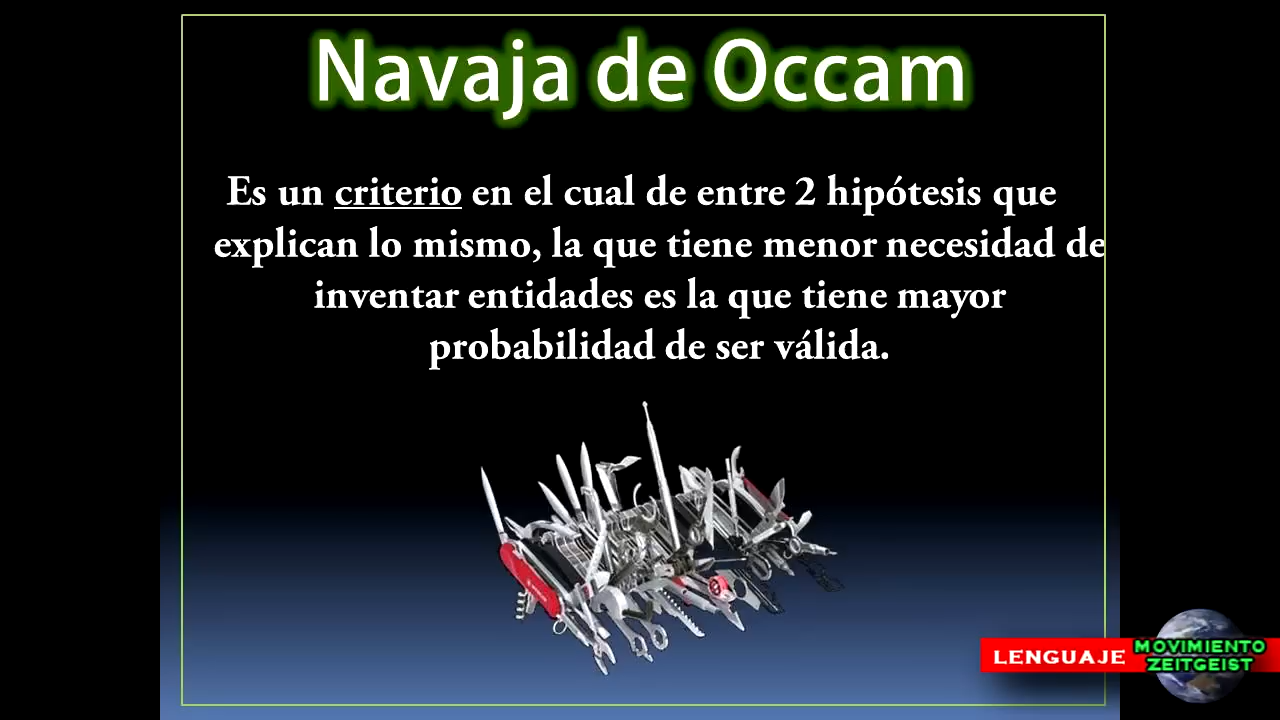 Navaja de Occam
Es un criterio en el cual de entre 2 hipótesis que
explican lo mismo, la que tiene menor necesidad de
inventar entidades es la que tiene mayor
probabilidad de ser válida.
LENGUAJE
MOVIMIENTO
ZEITGEIST